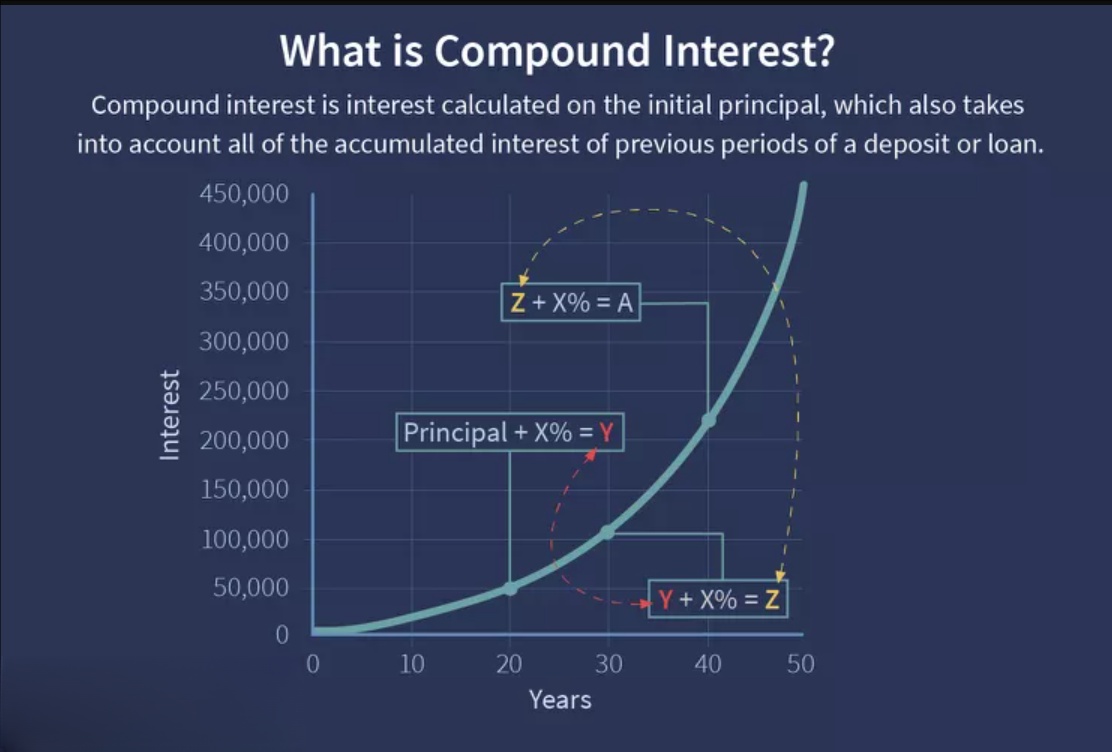 What is Compound Interest?
Compound interest is interest calculated on the initial principal, which also takes
into account all of the accumulated interest of previous periods of a deposit or loan.
450,000
400,000
350,000
300,000
250,000
200,000
150,000
100,000
50,000
0
Interest
Z + X% = A
Principal + X% = Y
Y + X% = Z
0 10 20 30 40 50
Years